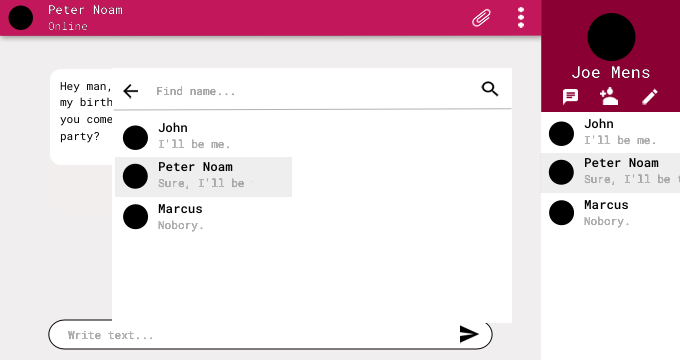 Peter Noam
Online
Hey man,
my birth
you come
party?
Find name...
John
I'll be me.
Peter Noam
Sure, I'll be
Marcus
Nobory.
Write text...
Joe Mens
John
I'll be me.
Peter Noam
Sure, I'll be
Marcus
Nobory.